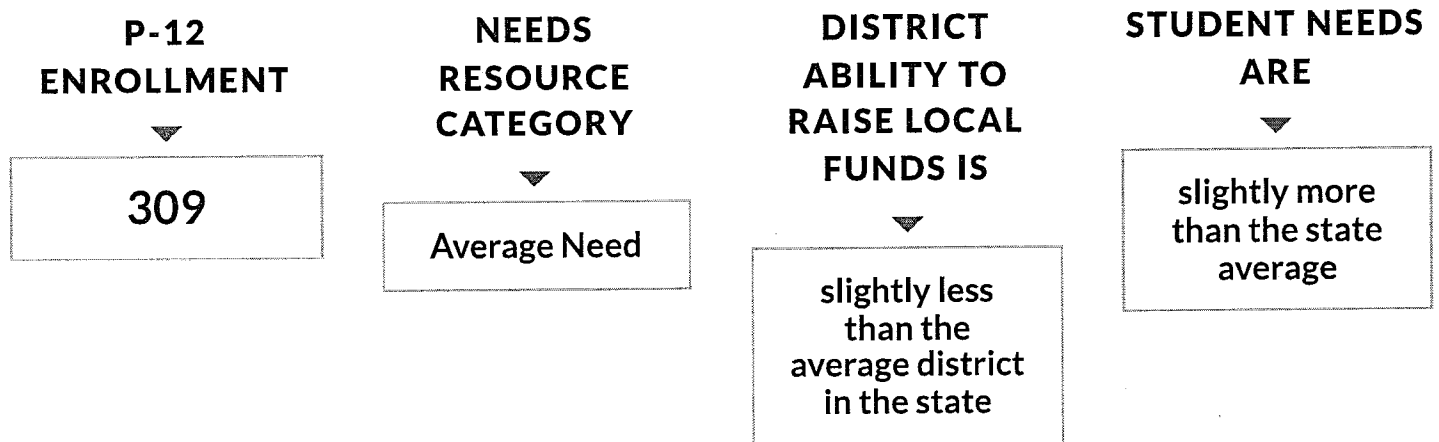 P-12
ENROLLMENT
309
NEEDS
RESOURCE
CATEGORY
Average Need
DISTRICT
ABILITY TO
RAISE LOCAL
FUNDS IS
slightly less
than the
average district
in the state
STUDENT NEEDS
ARE
slightly more
than the state
average